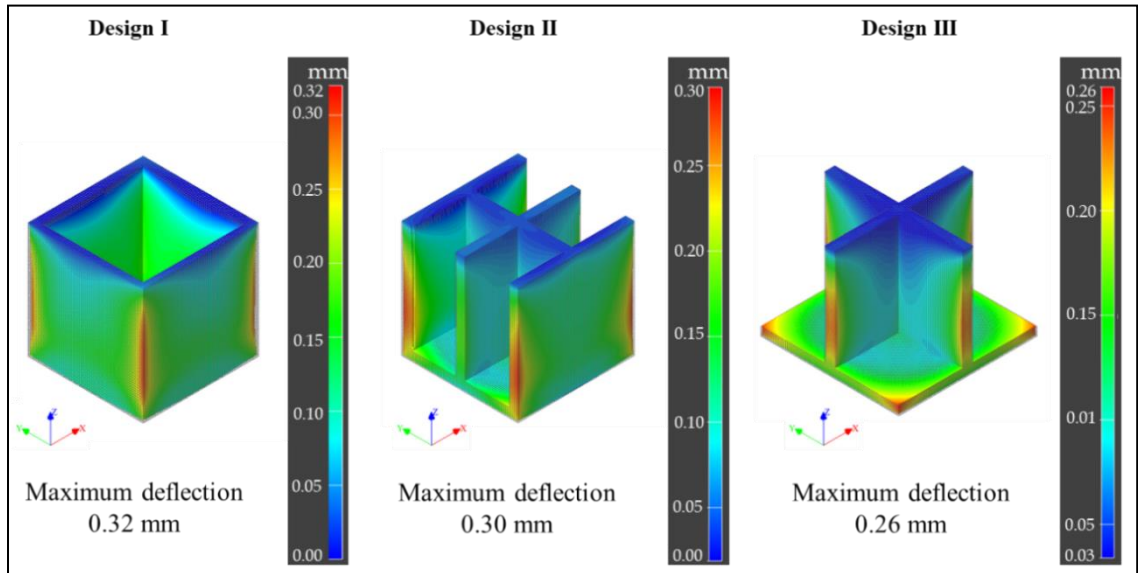 Design I
Design II
Design III
mm
0.32
0.30
0.25
0.20
0.15
0.10
0.05
0.00
mm
0.30
0.25
0.20
0.15
0.10
0.05
0.00
mm
0.26
0.25
0.20
0.15
0.01
0.05
0.03
Z
Y
X
Z
Y
X
Z
Y
X
Maximum deflection
0.32 mm
Maximum deflection
0.30 mm
Maximum deflection
0.26 mm